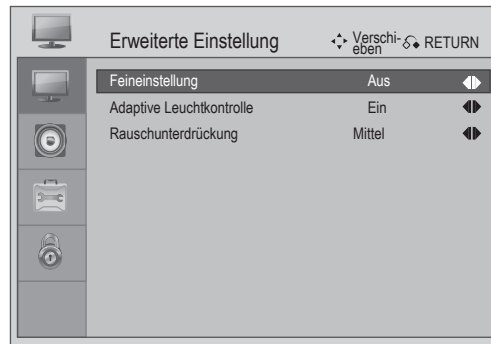 Erweiterte Einstellung
Verschi-
eben
RETURN
Feineinstellung Aus
Adaptive Leuchtkontrolle Ein
Rauschunterdrückung Mittel